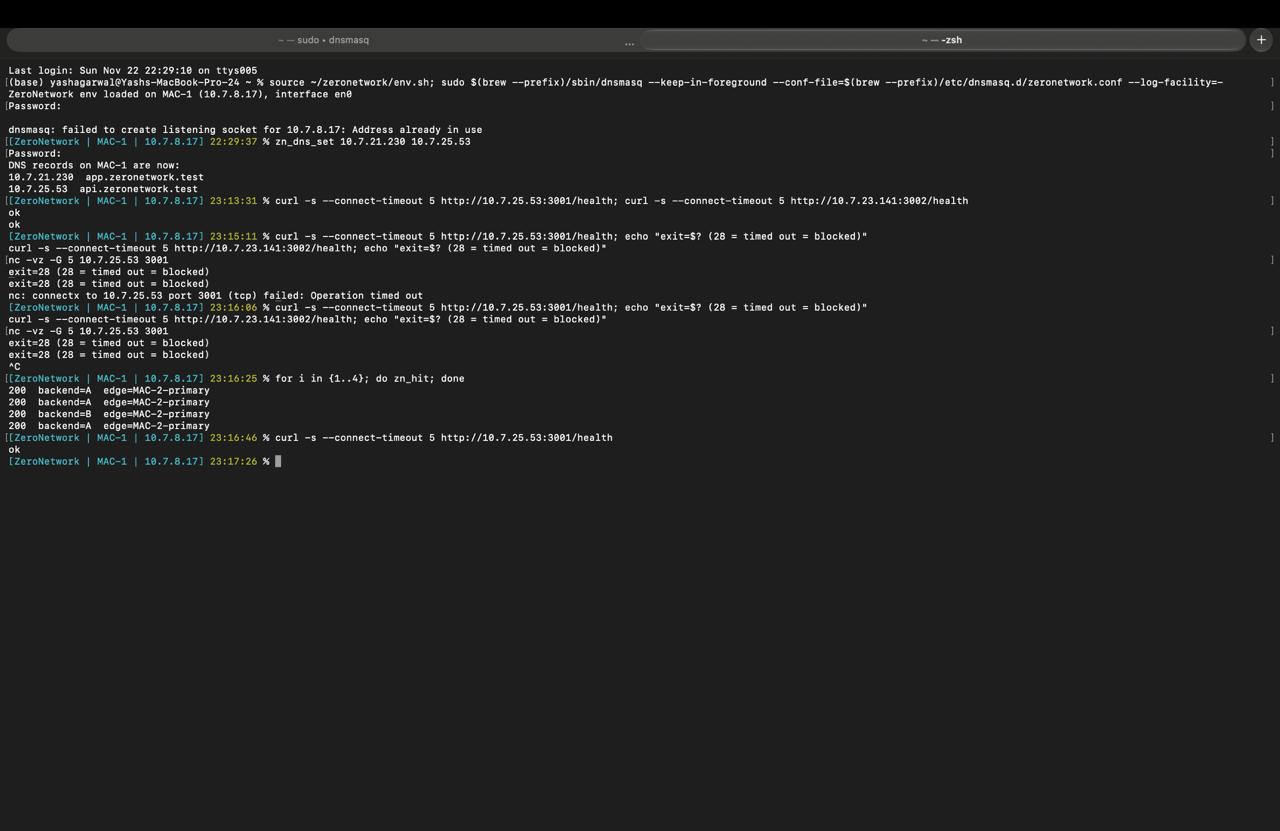 ~ — sudo • dnsmasq
...
~ — -zsh
+
Last login: Sun Nov 22 22:29:10 on ttys005
[(base) yashagarwal@Yashs-MacBook-Pro-24 ~ % source ~/zeronetwork/env.sh; sudo $(brew --prefix)/sbin/dnsmasq --keep-in-foreground --conf-file=$(brew --prefix)/etc/dnsmasq.d/zeronetwork.conf --log-facility=- ]
ZeroNetwork env loaded on MAC-1 (10.7.8.17), interface en0
[Password: ]
dnsmasq: failed to create listening socket for 10.7.8.17: Address already in use
[[ZeroNetwork | MAC-1 | 10.7.8.17] 22:29:37 % zn_dns_set 10.7.21.230 10.7.25.53 ]
[Password: ]
DNS records on MAC-1 are now:
10.7.21.230  app.zeronetwork.test
10.7.25.53  api.zeronetwork.test
[[ZeroNetwork | MAC-1 | 10.7.8.17] 23:13:31 % curl -s --connect-timeout 5 http://10.7.25.53:3001/health; curl -s --connect-timeout 5 http://10.7.23.141:3002/health ]
ok
ok
[ZeroNetwork | MAC-1 | 10.7.8.17] 23:15:11 % curl -s --connect-timeout 5 http://10.7.25.53:3001/health; echo "exit=$? (28 = timed out = blocked)"
curl -s --connect-timeout 5 http://10.7.23.141:3002/health; echo "exit=$? (28 = timed out = blocked)"
[nc -vz -G 5 10.7.25.53 3001 ]
exit=28 (28 = timed out = blocked)
exit=28 (28 = timed out = blocked)
nc: connectx to 10.7.25.53 port 3001 (tcp) failed: Operation timed out
[ZeroNetwork | MAC-1 | 10.7.8.17] 23:16:06 % curl -s --connect-timeout 5 http://10.7.25.53:3001/health; echo "exit=$? (28 = timed out = blocked)"
curl -s --connect-timeout 5 http://10.7.23.141:3002/health; echo "exit=$? (28 = timed out = blocked)"
[nc -vz -G 5 10.7.25.53 3001 ]
exit=28 (28 = timed out = blocked)
exit=28 (28 = timed out = blocked)
^C
[[ZeroNetwork | MAC-1 | 10.7.8.17] 23:16:25 % for i in {1..4}; do zn_hit; done ]
200  backend=A  edge=MAC-2-primary
200  backend=A  edge=MAC-2-primary
200  backend=B  edge=MAC-2-primary
200  backend=A  edge=MAC-2-primary
[[ZeroNetwork | MAC-1 | 10.7.8.17] 23:16:46 % curl -s --connect-timeout 5 http://10.7.25.53:3001/health ]
ok
[ZeroNetwork | MAC-1 | 10.7.8.17] 23:17:26 %